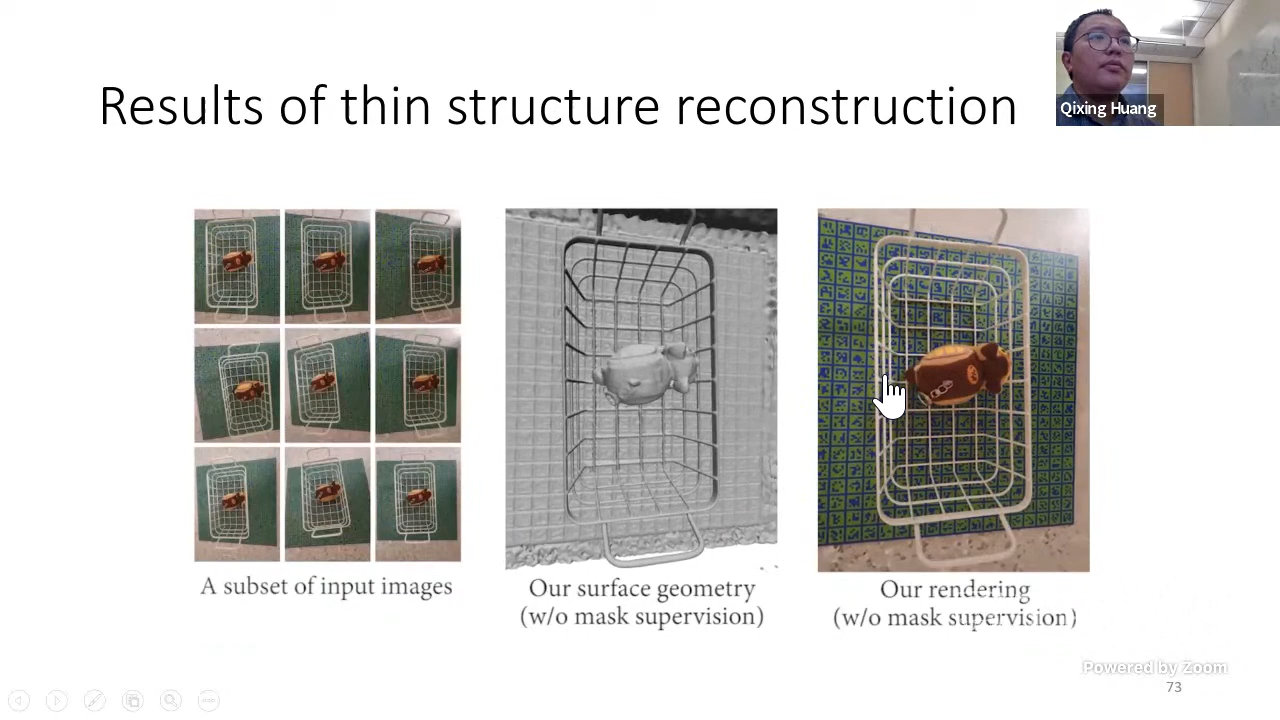 Results of thin structure reconstruction
Qixing Huang
A subset of input images
Our surface geometry
(w/o mask supervision)
Our rendering
(w/o mask supervision)
Powered by Zoom
73